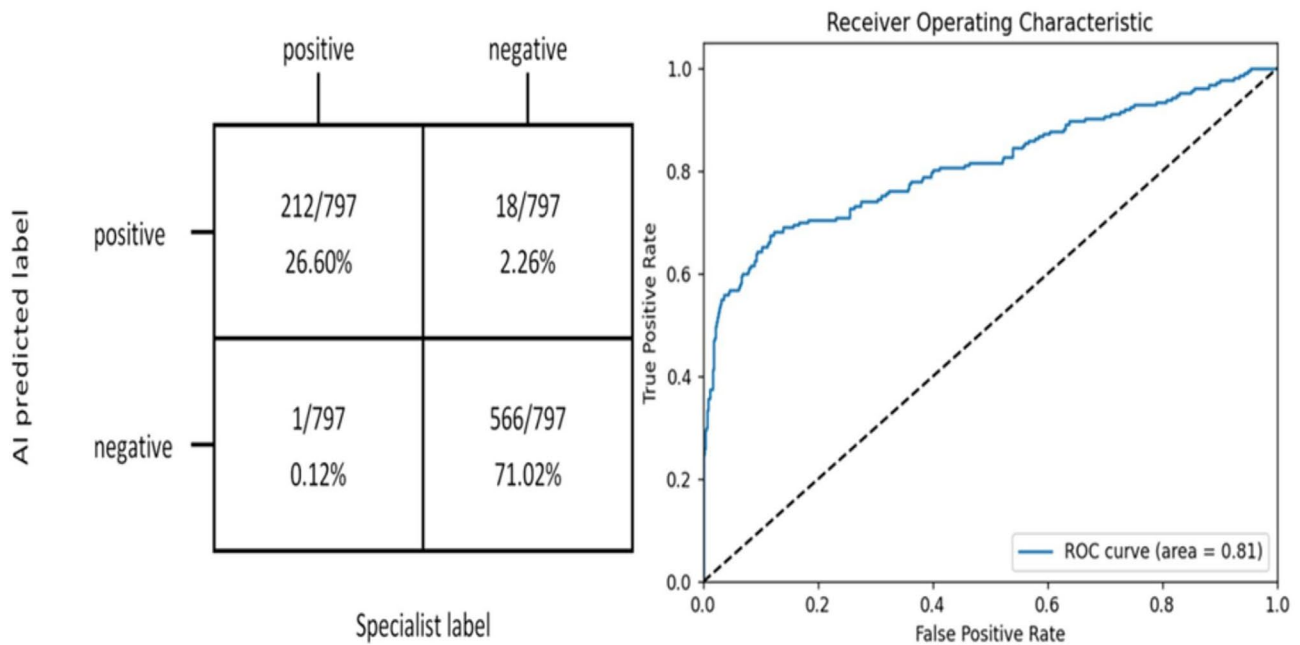 positive negative
AI predicted label
positive
212/797 18/797
26.60% 2.26%
negative
1/797 566/797
0.12% 71.02%
Specialist label
Receiver Operating Characteristic
True Positive Rate
1.0
0.8
0.6
0.4
0.2
0.0
0.0 0.2 0.4 0.6 0.8 1.0
False Positive Rate
ROC curve (area = 0.81)